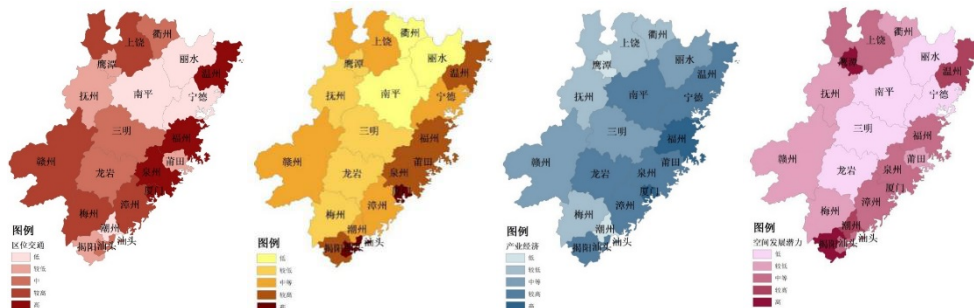 衢州
上饶
鹰潭
丽水
温州
抚州
南平
宁德
三明
福州
赣州
莆田
龙岩
泉州
厦门
漳州
梅州
潮州
揭阳
汕头
图例
区位交通
低
较低
中
较高
高
衢州
上饶
鹰潭
丽水
温州
抚州
南平
宁德
三明
福州
赣州
莆田
龙岩
泉州
漳州
梅州
潮州
揭阳
汕头
图例
低
较低
中等
较高
高
衢州
上饶
鹰潭
丽水
温州
抚州
南平
宁德
三明
福州
赣州
莆田
龙岩
泉州
厦门
漳州
梅州
潮州
揭阳
汕头
图例
产业经济
低
较低
中等
较高
高
衢州
上饶
丽水
温州
抚州
南平
宁德
三明
福州
赣州
莆田
龙岩
泉州
厦门
漳州
梅州
潮州
揭阳
汕头
图例
空间发展潜力
低
较低
中等
较高
高